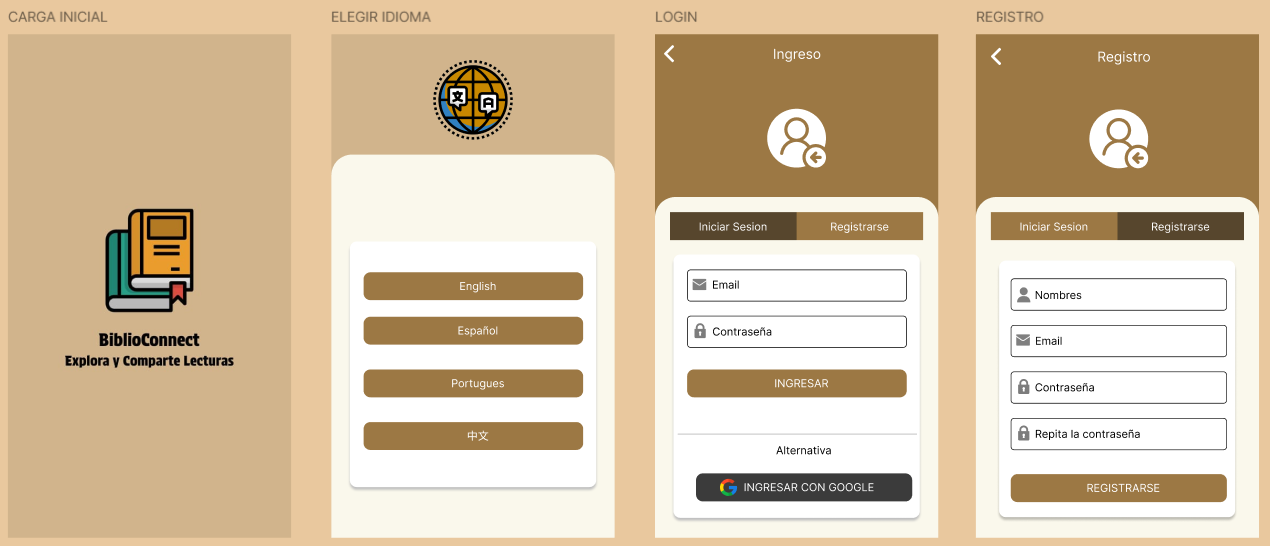 CARGA INICIAL
BiblioConnect
Explora y Comparte Lecturas
ELEGIR IDIOMA
文
A
English
Español
Portugues
中文
LOGIN
Ingreso
Iniciar Sesion
Registrarse
Email
Contraseña
INGRESAR
Alternativa
INGRESAR CON GOOGLE
REGISTRO
Registro
Iniciar Sesion
Registrarse
Nombres
Email
Contraseña
Repita la contraseña
REGISTRARSE